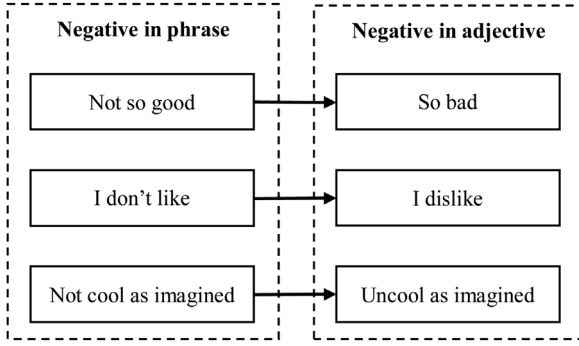 Negative in phrase
Negative in adjective
Not so good
So bad
I don’t like
I dislike
Not cool as imagined
Uncool as imagined